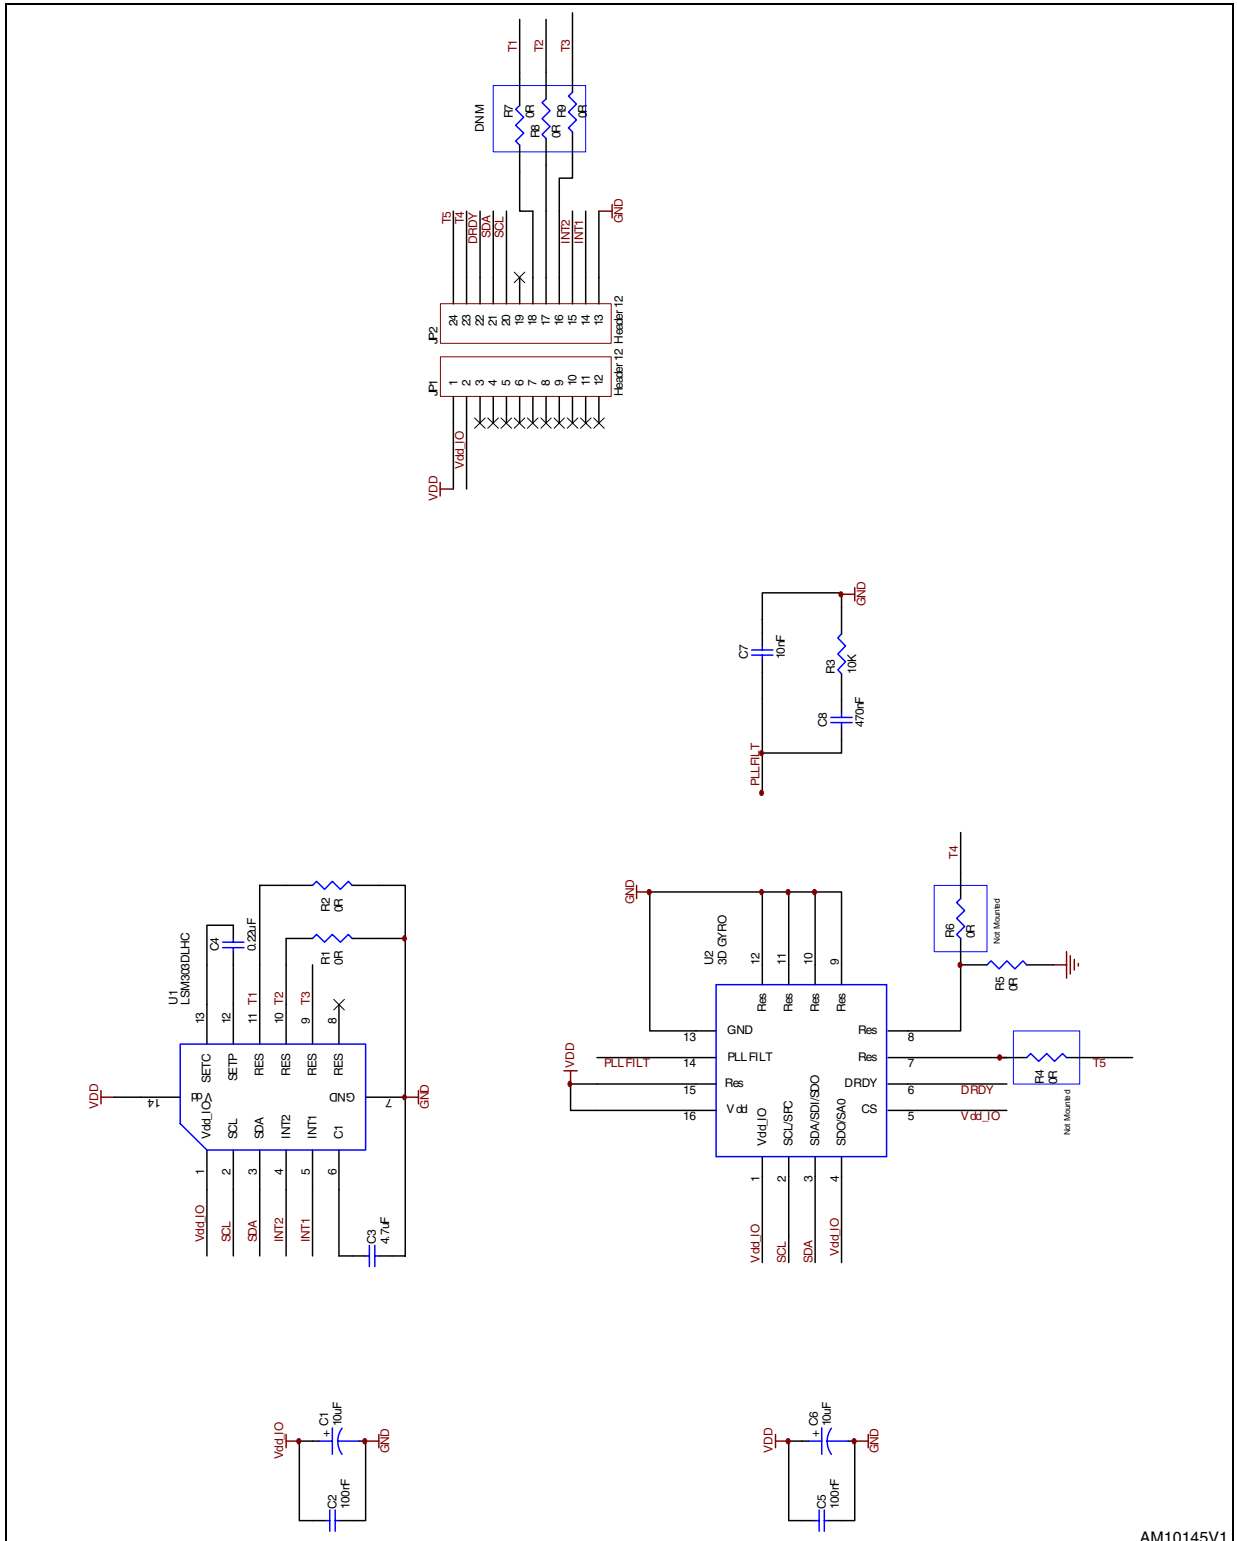 T1
T2
T3
DNM
R7
0R
R8
0R
R9
0R
T5
T4
DRDY
SDA
SCL
INT2
INT1
GND
JP2
24
23
22
21
20
19
18
17
16
15
14
13
Header 12
JP1
1
2
3
4
5
6
7
8
9
10
11
12
Header 12
VDD
Vdd_IO
GND
C7
10nF
R3
10K
C8
470nF
PLLFILT
U1
LSM303DLHC
C4
0.22uF
R2
0R
R1
0R
13
12
11
T1
10
T2
9
T3
8
SETC
SETP
RES
RES
RES
RES
VDD
14
Vdd
GND
7
GND
Vdd_IO
SCL
SDA
INT2
INT1
C1
1
2
3
4
5
6
Vdd_IO
SCL
SDA
INT2
INT1
C3
4.7uF
GND
U2
3D GYRO
12
11
10
9
Res
Res
Res
Res
T4
R6
0R
Not Mounted
R5
0R
VDD
PLLFILT
13
14
15
16
GND
PLLFILT
Res
Vdd
Res
Res
DRDY
CS
8
7
6
5
DRDY
Vdd_IO
R4
0R
T5
Not Mounted
Vdd_IO
SCL/SPC
SDA/SDI/SDO
SDO/SA0
1
2
3
4
Vdd_IO
SCL
SDA
Vdd_IO
Vdd_IO
C1
10uF
+
GND
C2
100nF
VDD
C6
10uF
+
GND
C5
100nF
AM10145V1